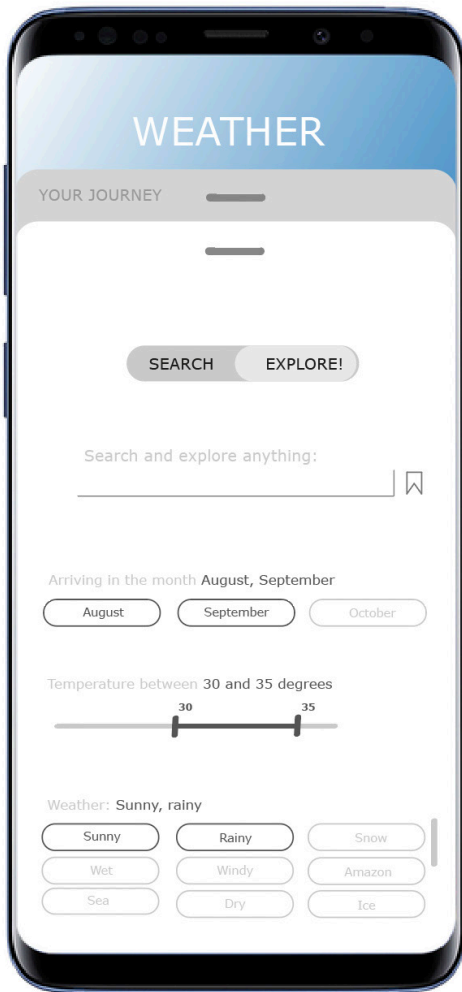 WEATHER
YOUR JOURNEY
SEARCH EXPLORE!
Search and explore anything:
Arriving in the month August, September
August September October
Temperature between 30 and 35 degrees
30 35
Weather: Sunny, rainy
Sunny Rainy Snow
Wet Windy Amazon
Sea Dry Ice